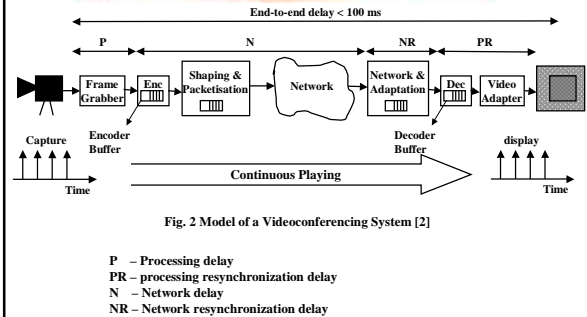 End-to-end delay < 100 ms
P N NR PR
Frame Grabber
Enc
Shaping & Packetisation
Network
Network & Adaptation
Dec
Video Adapter
Encoder Buffer
Decoder Buffer
Capture
display
Time
Continuous Playing
Time
Fig. 2 Model of a Videoconferencing System [2]
P – Processing delay
PR – processing resynchronization delay
N – Network delay
NR – Network resynchronization delay